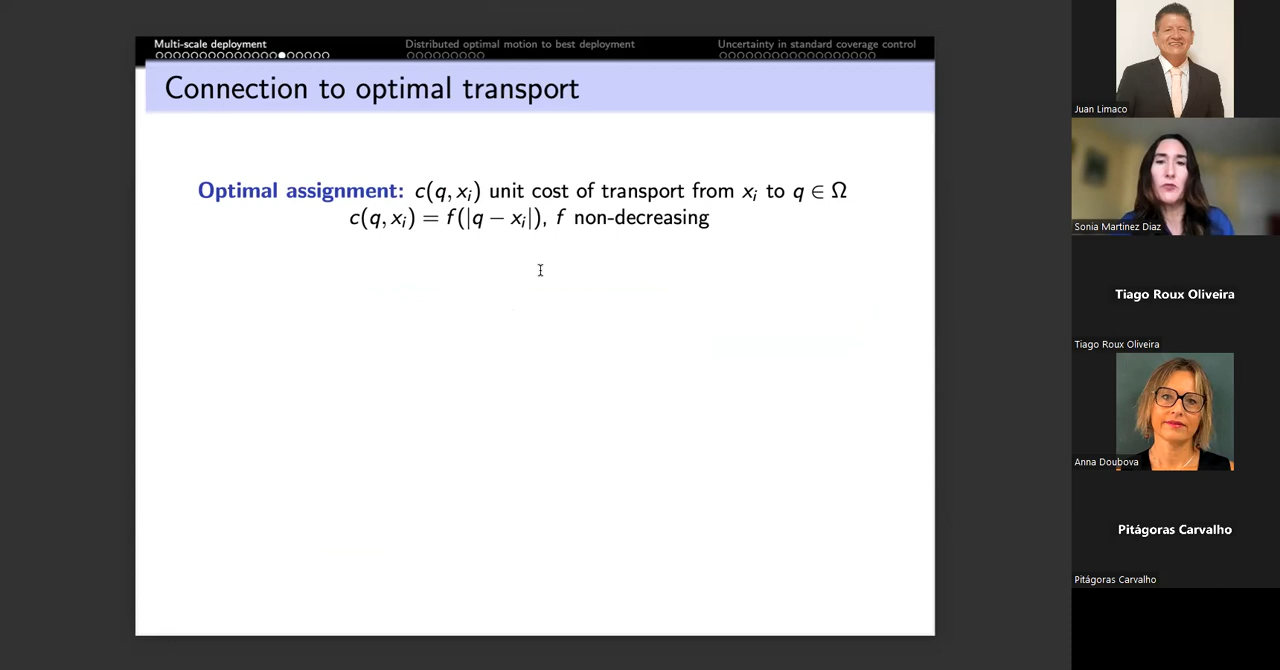 Multi-scale deployment
Distributed optimal motion to best deployment
Uncertainty in standard coverage control
Connection to optimal transport
Optimal assignment: c(q, xᵢ) unit cost of transport from xᵢ to q ∈ Ω
c(q, xᵢ) = f(|q − xᵢ|), f non-decreasing
Juan Limaco
Sonia Martinez Diaz
Tiago Roux Oliveira
Tiago Roux Oliveira
Anna Doubova
Pitágoras Carvalho
Pitágoras Carvalho